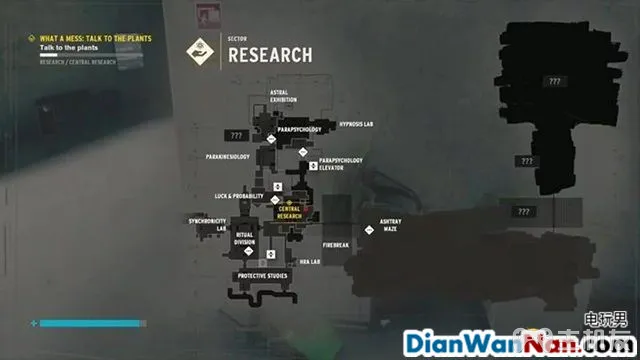 WHAT A MESS: TALK TO THE PLANTS
Talk to the plants
RESEARCH / CENTRAL RESEARCH
SECTOR
RESEARCH
ASTRAL
EXHIBITION
???
PARAPSYCHOLOGY
HYPNOSIS LAB
???
PARAKINESIOLOGY
PARAPSYCHOLOGY
ELEVATOR
???
LUCK & PROBABILITY
CENTRAL
RESEARCH
???
SYNCHRONICITY
LAB
ASHTRAY
MAZE
RITUAL
DIVISION
FIREBREAK
HRA LAB
PROTECTIVE STUDIES
电玩男
DianWanNan.com